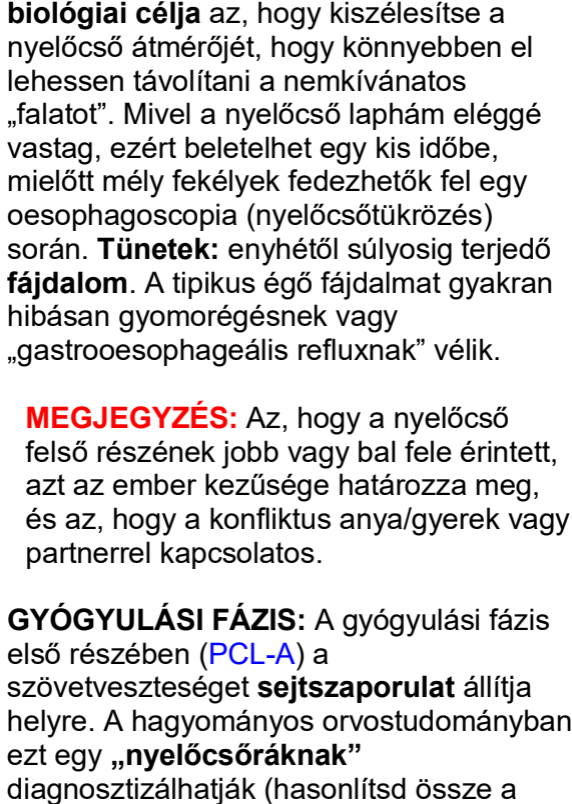 biológiai célja az, hogy kiszélesítse a
nyelőcső átmérőjét, hogy könnyebben el
lehessen távolítani a nemkívánatos
„falatot”. Mivel a nyelőcső laphám eléggé
vastag, ezért beletelhet egy kis időbe,
mielőtt mély fekélyek fedezhetők fel egy
oesophagoscopia (nyelőcsőtükrözés)
során. Tünetek: enyhétől súlyosig terjedő
fájdalom. A tipikus égő fájdalmat gyakran
hibásan gyomorégésnek vagy
„gastrooesophageális refluxnak” vélik.
MEGJEGYZÉS: Az, hogy a nyelőcső
felső részének jobb vagy bal fele érintett,
azt az ember kezűsége határozza meg,
és az, hogy a konfliktus anya/gyerek vagy
partnerrel kapcsolatos.
GYÓGYULÁSI FÁZIS: A gyógyulási fázis
első részében (PCL-A) a
szövetveszteséget sejtszaporulat állítja
helyre. A hagyományos orvostudományban
ezt egy „nyelőcsőráknak”
diagnosztizálhatják (hasonlítsd össze a